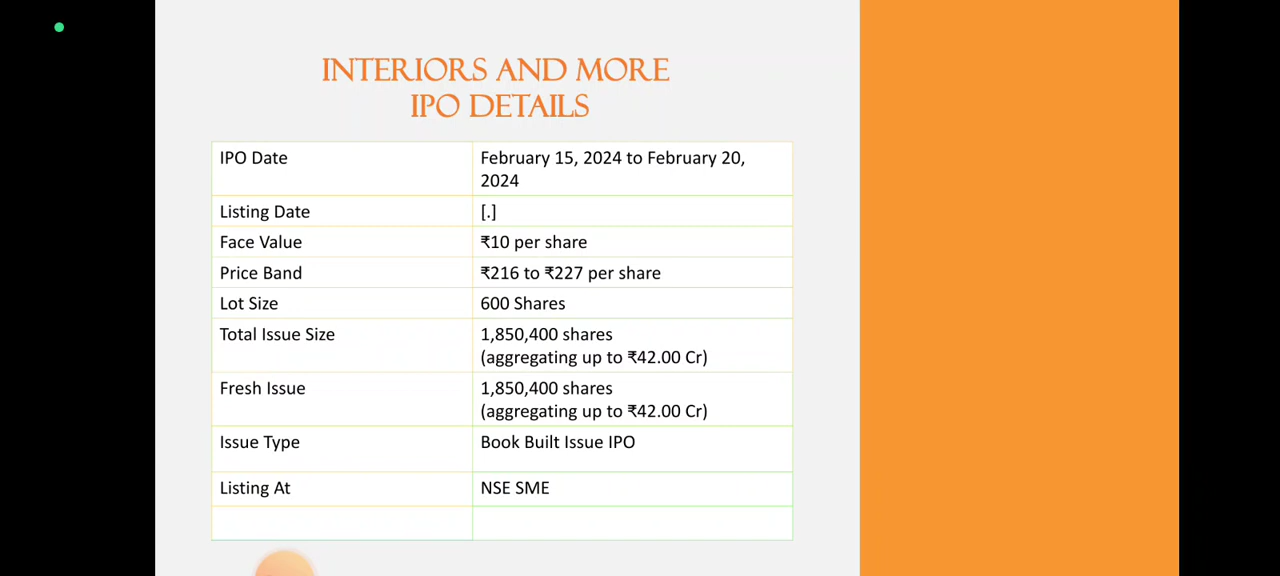 INTERIORS AND MORE
IPO DETAILS
IPO Date
February 15, 2024 to February 20,
2024
Listing Date
[.]
Face Value
₹10 per share
Price Band
₹216 to ₹227 per share
Lot Size
600 Shares
Total Issue Size
1,850,400 shares
(aggregating up to ₹42.00 Cr)
Fresh Issue
1,850,400 shares
(aggregating up to ₹42.00 Cr)
Issue Type
Book Built Issue IPO
Listing At
NSE SME